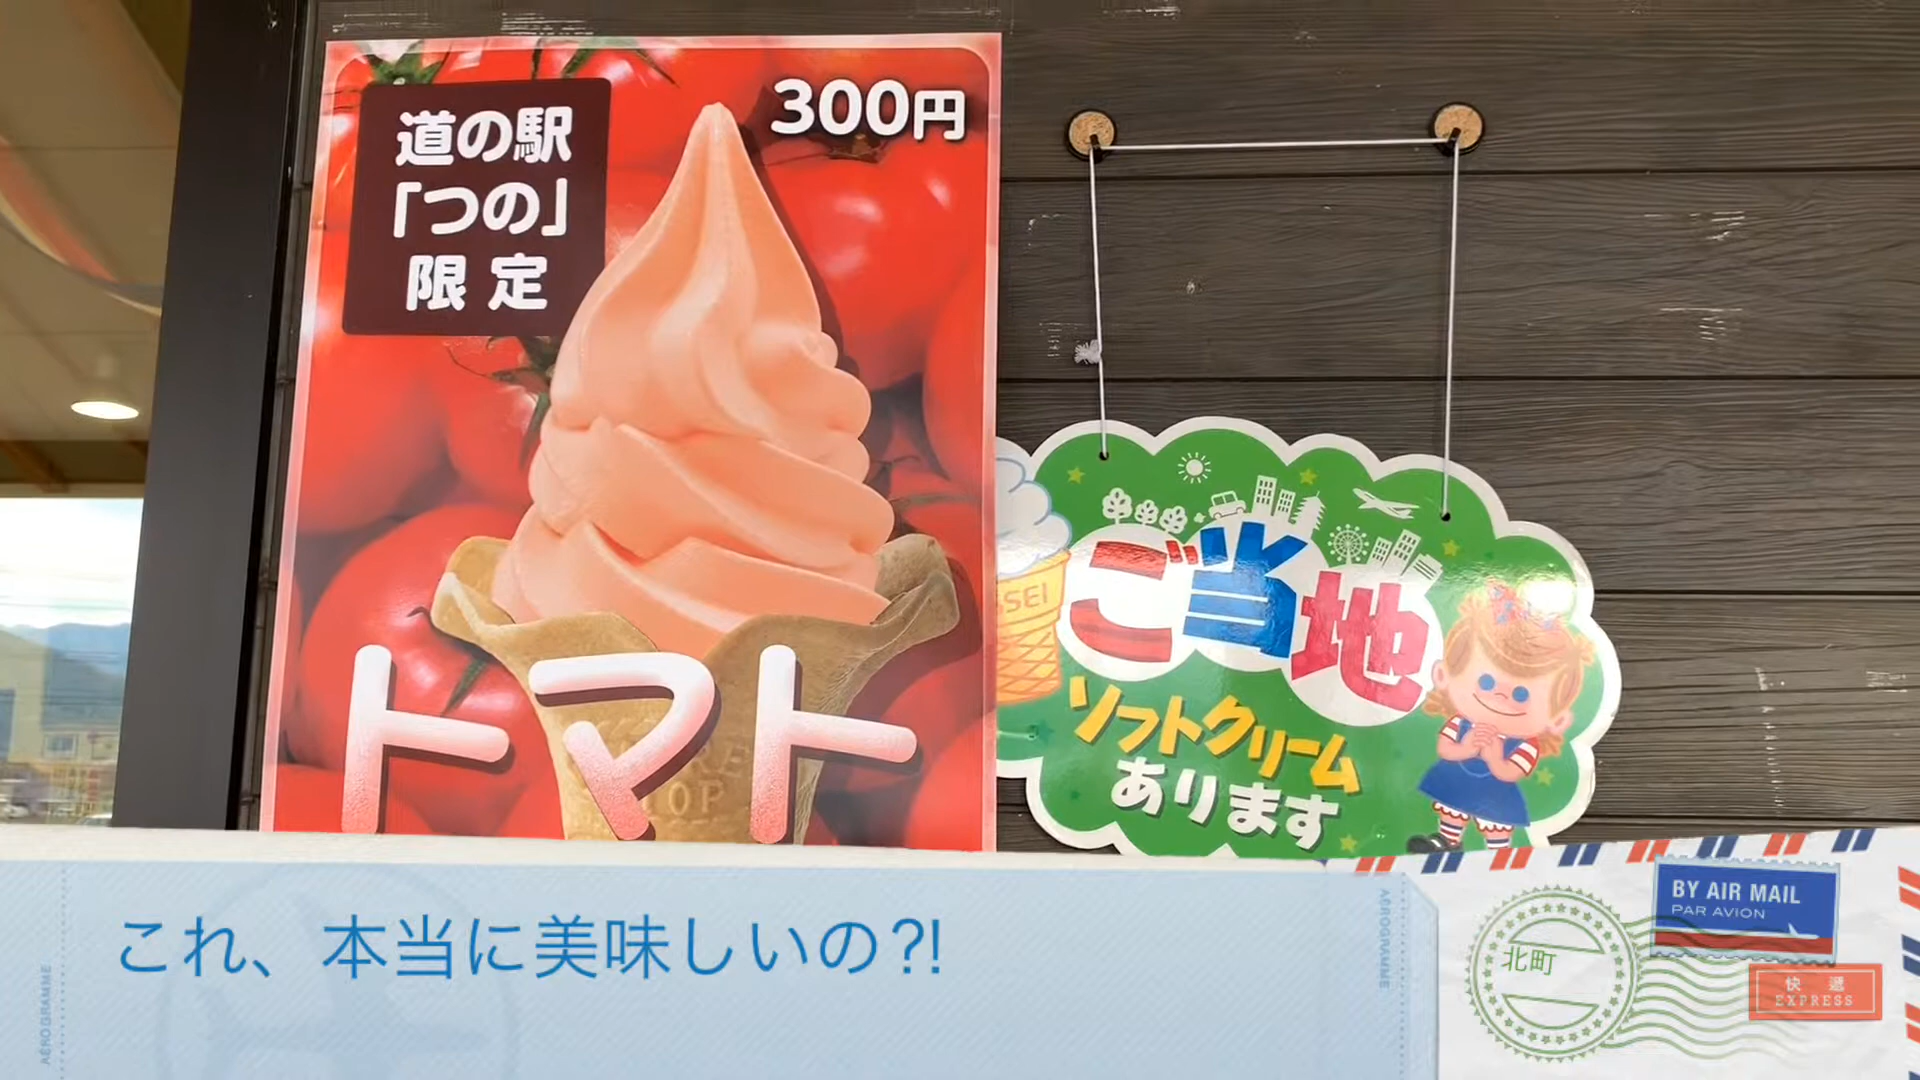 道の駅
「つの」
限定
300円
トマト
ご当地
ソフトクリーム
あります
これ、本当に美味しいの?!
AEROGRAMME
AEROGRAMME
北町
BY AIR MAIL
PAR AVION
快遞
EXPRESS